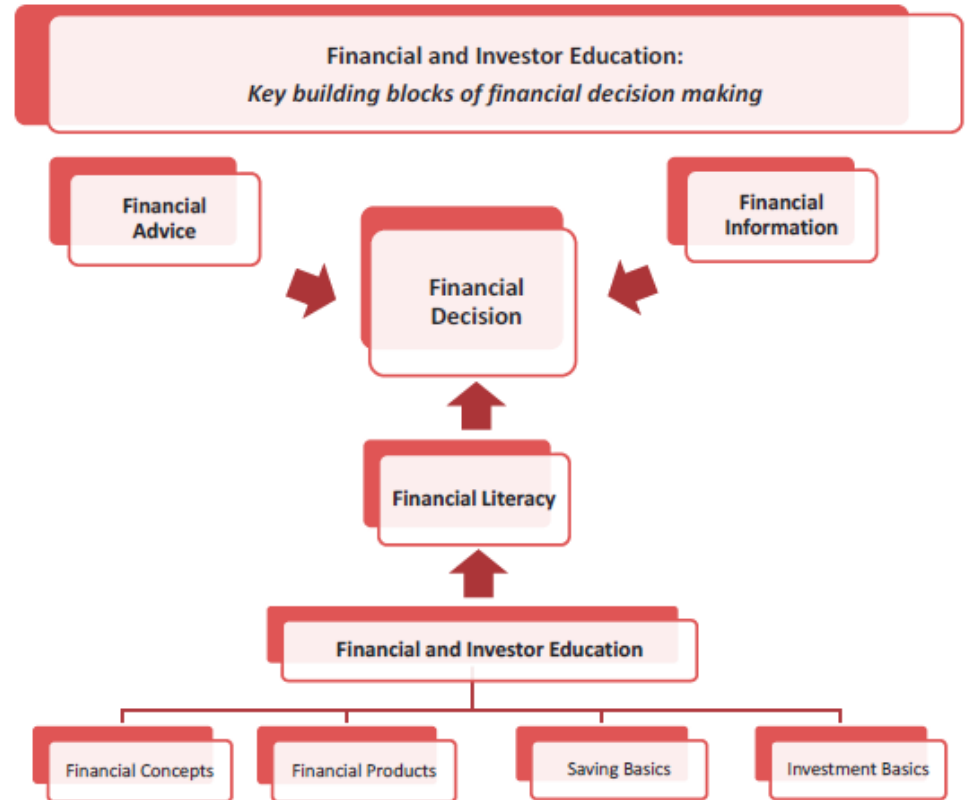 Financial and Investor Education:
Key building blocks of financial decision making
Financial
Advice
Financial
Information
Financial
Decision
Financial Literacy
Financial and Investor Education
Financial Concepts
Financial Products
Saving Basics
Investment Basics